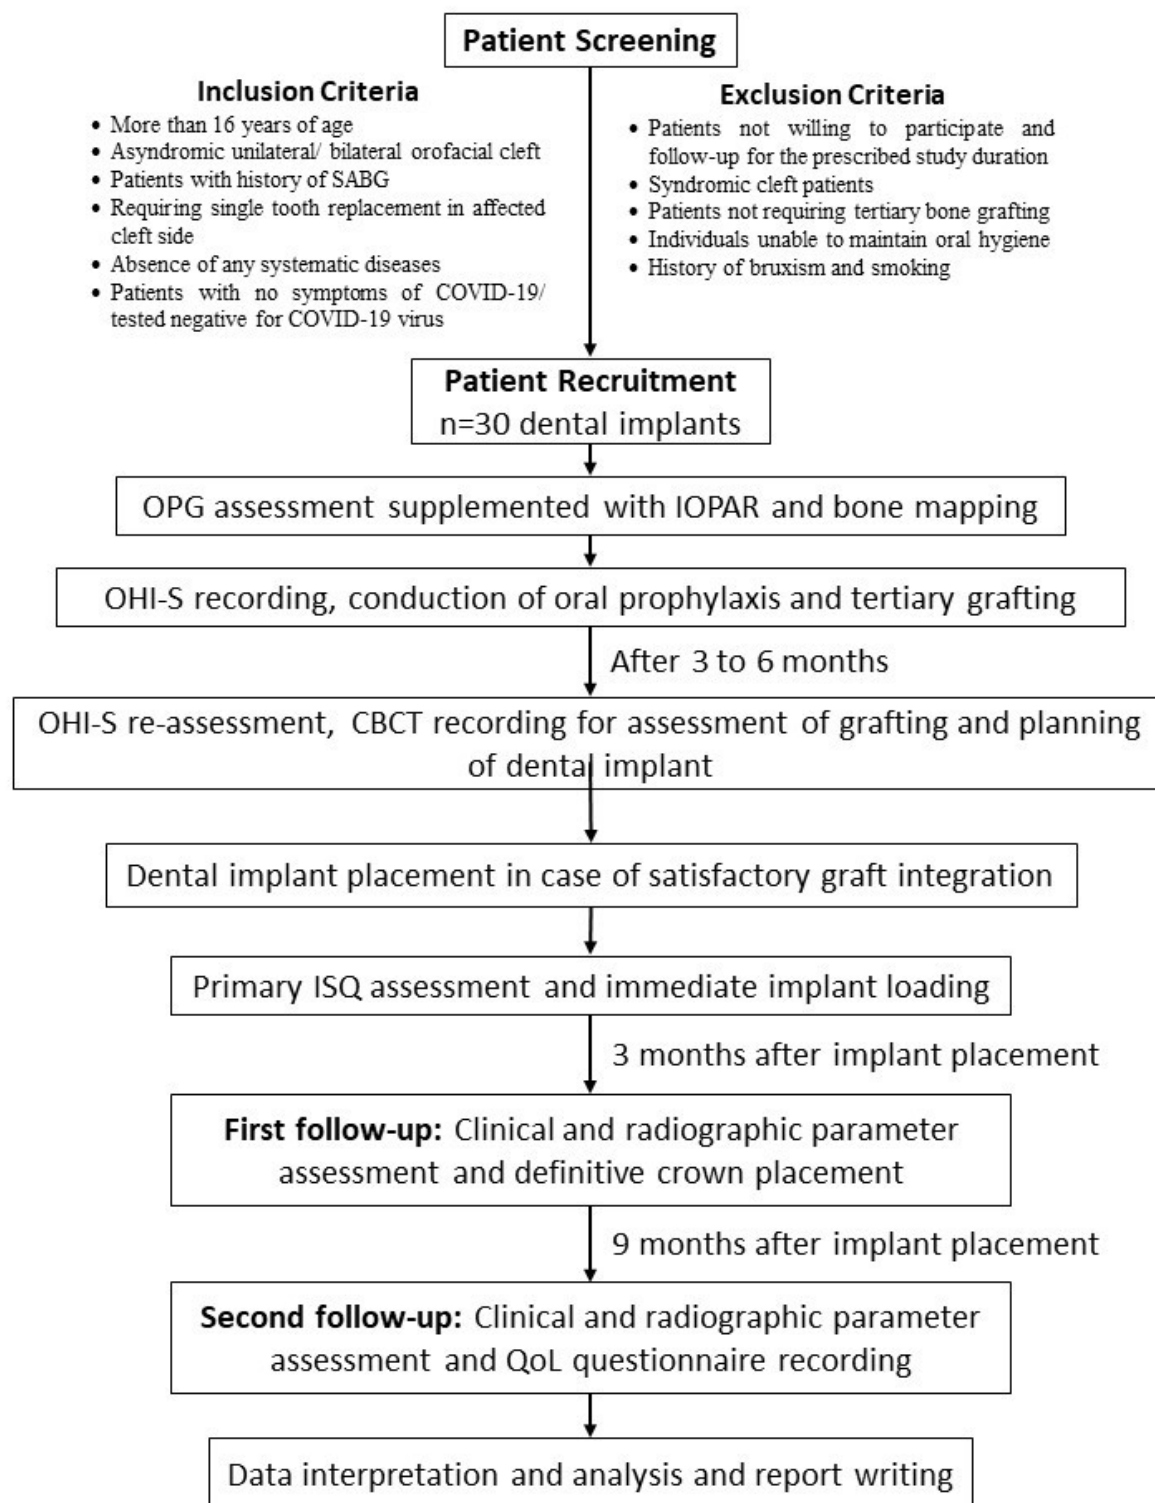 Patient Screening
Inclusion Criteria
• More than 16 years of age
• Asyndromic unilateral/ bilateral orofacial cleft
• Patients with history of SABG
• Requiring single tooth replacement in affected
cleft side
• Absence of any systematic diseases
• Patients with no symptoms of COVID-19/
tested negative for COVID-19 virus
Exclusion Criteria
• Patients not willing to participate and
follow-up for the prescribed study duration
• Syndromic cleft patients
• Patients not requiring tertiary bone grafting
• Individuals unable to maintain oral hygiene
• History of bruxism and smoking
Patient Recruitment
n=30 dental implants
OPG assessment supplemented with IOPAR and bone mapping
OHI-S recording, conduction of oral prophylaxis and tertiary grafting
After 3 to 6 months
OHI-S re-assessment, CBCT recording for assessment of grafting and planning
of dental implant
Dental implant placement in case of satisfactory graft integration
Primary ISQ assessment and immediate implant loading
3 months after implant placement
First follow-up: Clinical and radiographic parameter
assessment and definitive crown placement
9 months after implant placement
Second follow-up: Clinical and radiographic parameter
assessment and QoL questionnaire recording
Data interpretation and analysis and report writing